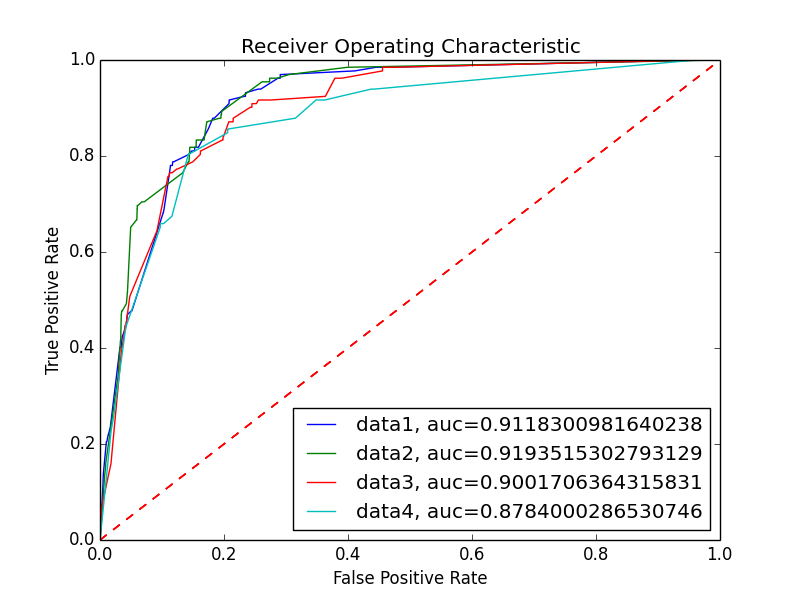 Receiver Operating Characteristic
1.0
0.8
0.6
0.4
0.2
0.0
True Positive Rate
data1, auc=0.9118300981640238
data2, auc=0.9193515302793129
data3, auc=0.9001706364315831
data4, auc=0.8784000286530746
0.0 0.2 0.4 0.6 0.8 1.0
False Positive Rate